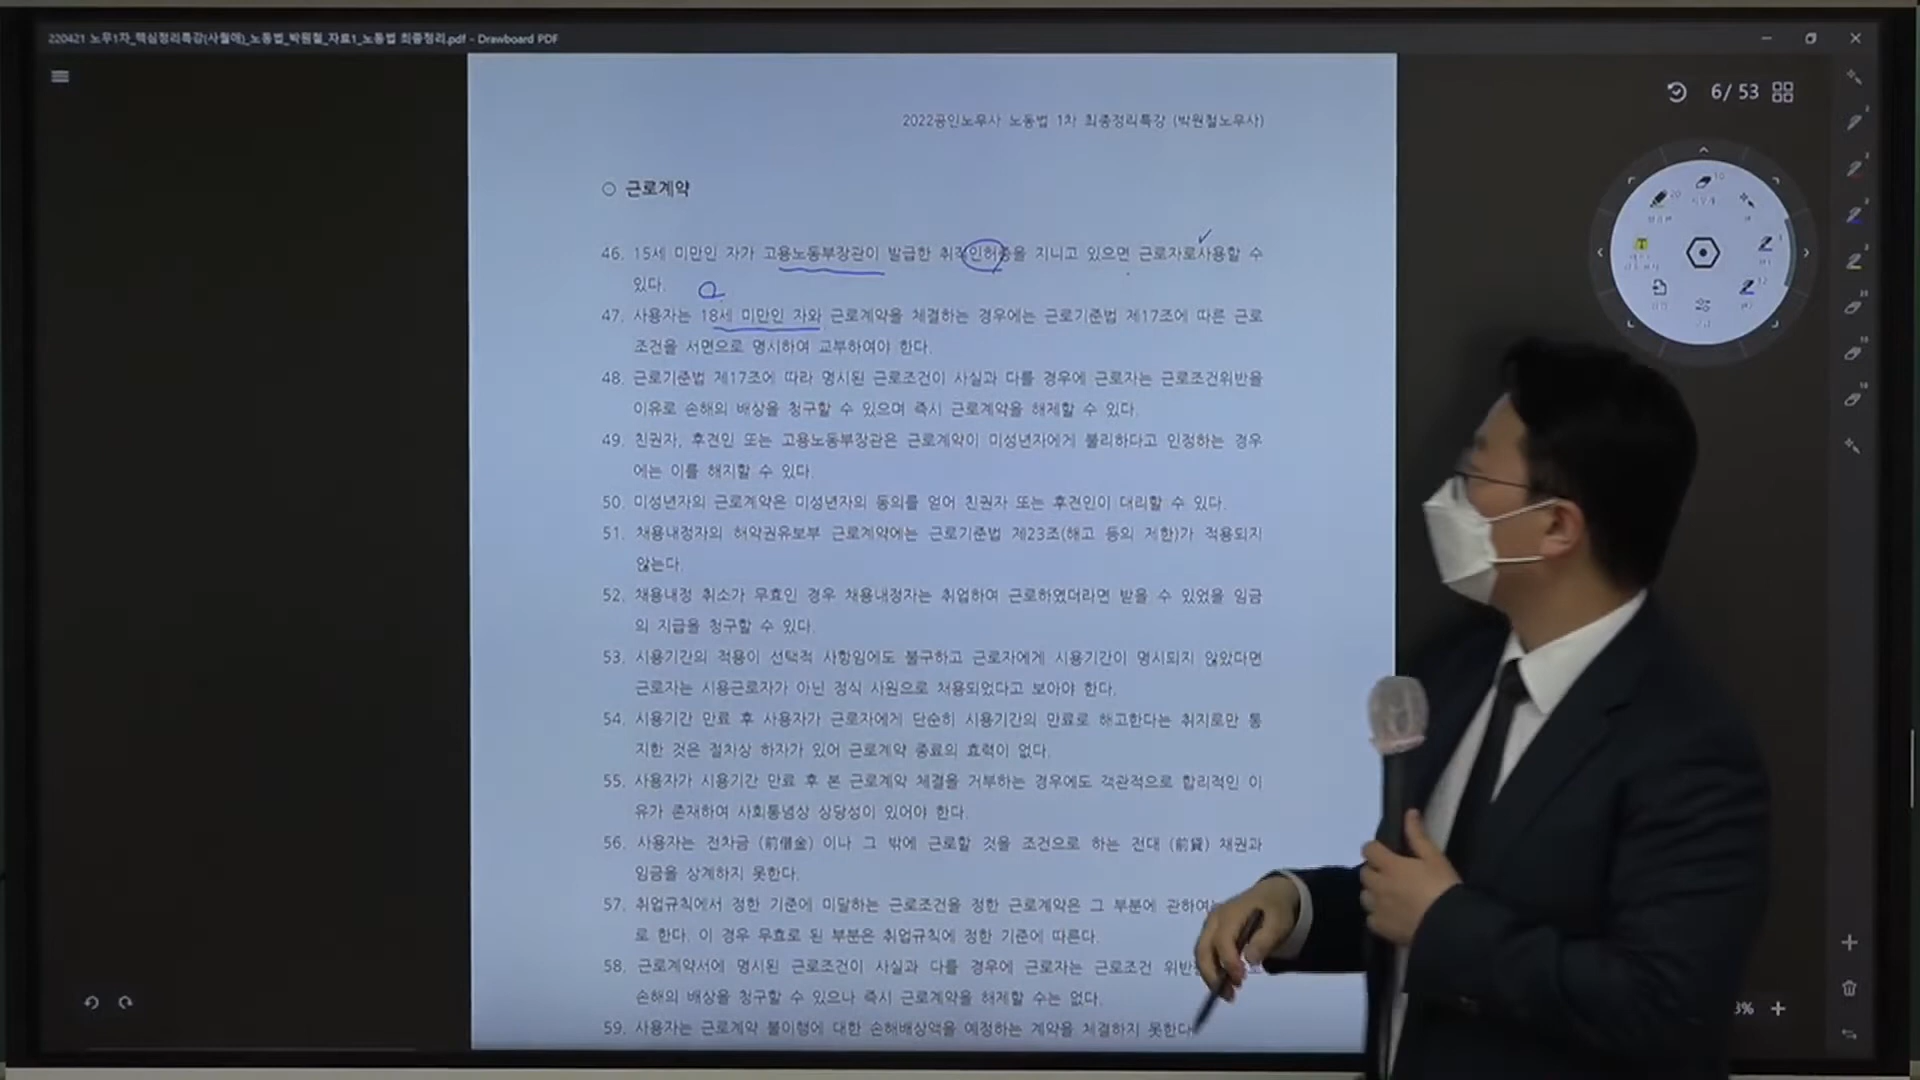 220421 노무1차_핵심정리특강(사월애)_노동법_박원철_자료1_노동법 최종정리.pdf - Drawboard PDF
6/ 53
2022공인노무사 노동법 1차 최종정리특강 (박원철노무사)
○ 근로계약
46. 15세 미만인 자가 고용노동부장관이 발급한 취직인허증을 지니고 있으면 근로자로사용할 수
있다.
47. 사용자는 18세 미만인 자와 근로계약을 체결하는 경우에는 근로기준법 제17조에 따른 근로
조건을 서면으로 명시하여 교부하여야 한다.
48. 근로기준법 제17조에 따라 명시된 근로조건이 사실과 다를 경우에 근로자는 근로조건위반을
이유로 손해의 배상을 청구할 수 있으며 즉시 근로계약을 해제할 수 있다.
49. 친권자, 후견인 또는 고용노동부장관은 근로계약이 미성년자에게 불리하다고 인정하는 경우
에는 이를 해지할 수 있다.
50. 미성년자의 근로계약은 미성년자의 동의를 얻어 친권자 또는 후견인이 대리할 수 있다.
51. 채용내정자의 해약권유보부 근로계약에는 근로기준법 제23조(해고 등의 제한)가 적용되지
않는다.
52. 채용내정 취소가 무효인 경우 채용내정자는 취업하여 근로하였더라면 받을 수 있었을 임금
의 지급을 청구할 수 있다.
53. 시용기간의 적용이 선택적 사항임에도 불구하고 근로자에게 시용기간이 명시되지 않았다면
근로자는 시용근로자가 아닌 정식 사원으로 채용되었다고 보아야 한다.
54. 시용기간 만료 후 사용자가 근로자에게 단순히 시용기간의 만료로 해고한다는 취지로만 통
지한 것은 절차상 하자가 있어 근로계약 종료의 효력이 없다.
55. 사용자가 시용기간 만료 후 본 근로계약 체결을 거부하는 경우에도 객관적으로 합리적인 이
유가 존재하여 사회통념상 상당성이 있어야 한다.
56. 사용자는 전차금 (前借金) 이나 그 밖에 근로할 것을 조건으로 하는 전대 (前貸) 채권과
임금을 상계하지 못한다.
57. 취업규칙에서 정한 기준에 미달하는 근로조건을 정한 근로계약은 그 부분에 관하여
로 한다. 이 경우 무효로 된 부분은 취업규칙에 정한 기준에 따른다.
58. 근로계약서에 명시된 근로조건이 사실과 다를 경우에 근로자는 근로조건 위반
손해의 배상을 청구할 수 있으나 즉시 근로계약을 해제할 수는 없다.
59. 사용자는 근로계약 불이행에 대한 손해배상액을 예정하는 계약을 체결하지 못한다.